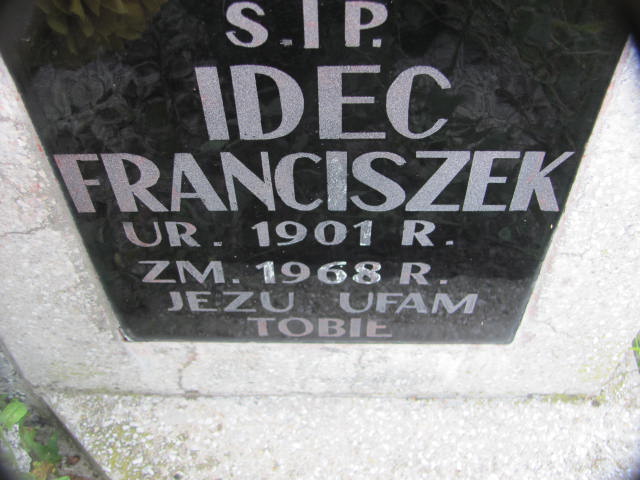 S.†P.
IDEC
FRANCISZEK
UR. 1901 R.
ZM. 1968 R.
JEZU UFAM
TOBIE